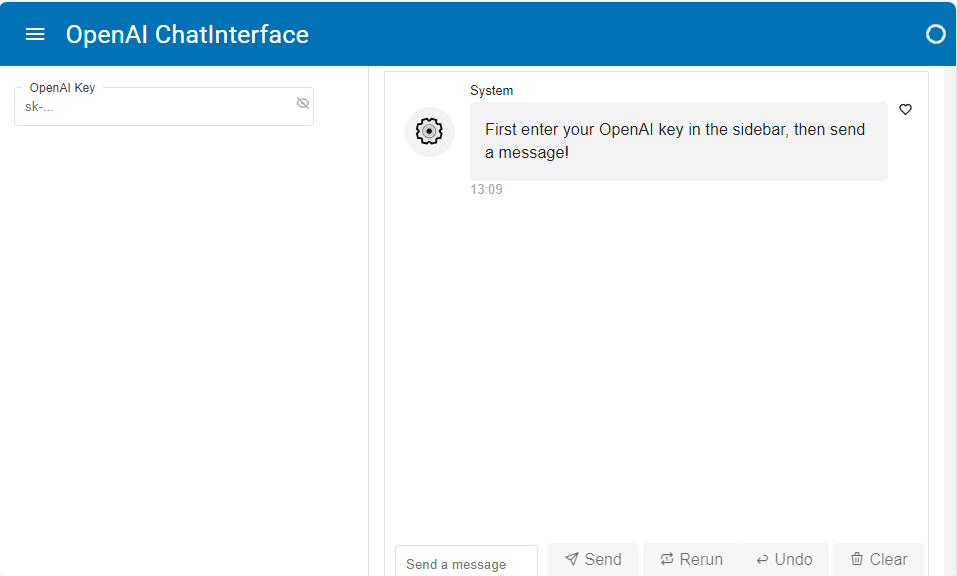 OpenAI ChatInterface
OpenAI Key
sk-...
System
First enter your OpenAI key in the sidebar, then send
a message!
13:09
Send a message
Send
Rerun
Undo
Clear